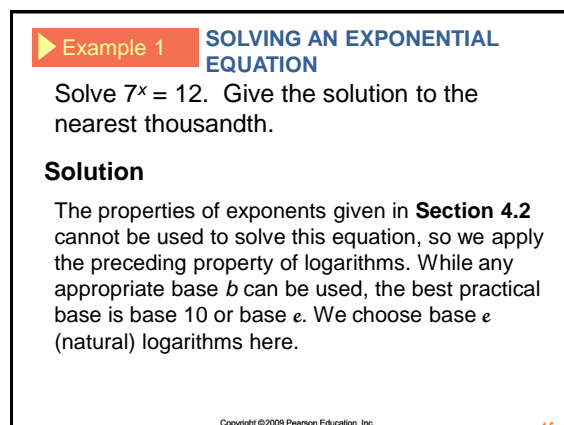 Example 1
SOLVING AN EXPONENTIAL
EQUATION
Solve 7ˣ = 12. Give the solution to the
nearest thousandth.
Solution
The properties of exponents given in Section 4.2
cannot be used to solve this equation, so we apply
the preceding property of logarithms. While any
appropriate base b can be used, the best practical
base is base 10 or base e. We choose base e
(natural) logarithms here.
Copyright ©2009 Pearson Education, Inc.